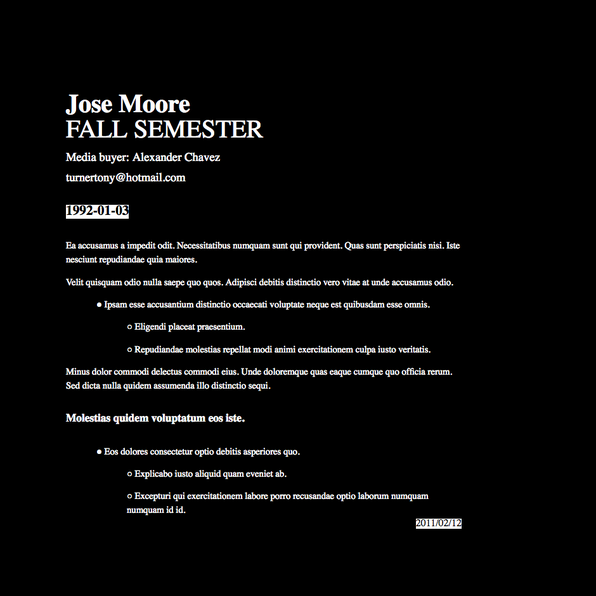 Jose Moore
FALL SEMESTER
Media buyer: Alexander Chavez
turnertony@hotmail.com
1992-01-03
Ea accusamus a impedit odit. Necessitatibus numquam sunt qui provident. Quas sunt perspiciatis nisi. Iste
nesciunt repudiandae quia maiores.
Velit quisquam odio nulla saepe quo quos. Adipisci debitis distinctio vero vitae at unde accusamus odio.
● Ipsam esse accusantium distinctio occaecati voluptate neque est quibusdam esse omnis.
○ Eligendi placeat praesentium.
○ Repudiandae molestias repellat modi animi exercitationem culpa iusto veritatis.
Minus dolor commodi delectus commodi eius. Unde doloremque quas eaque cumque quo officia rerum.
Sed dicta nulla quidem assumenda illo distinctio sequi.
Molestias quidem voluptatum eos iste.
● Eos dolores consectetur optio debitis asperiores quo.
○ Explicabo iusto aliquid quam eveniet ab.
○ Excepturi qui exercitationem labore porro recusandae optio laborum numquam
numquam id id.
2011/02/12